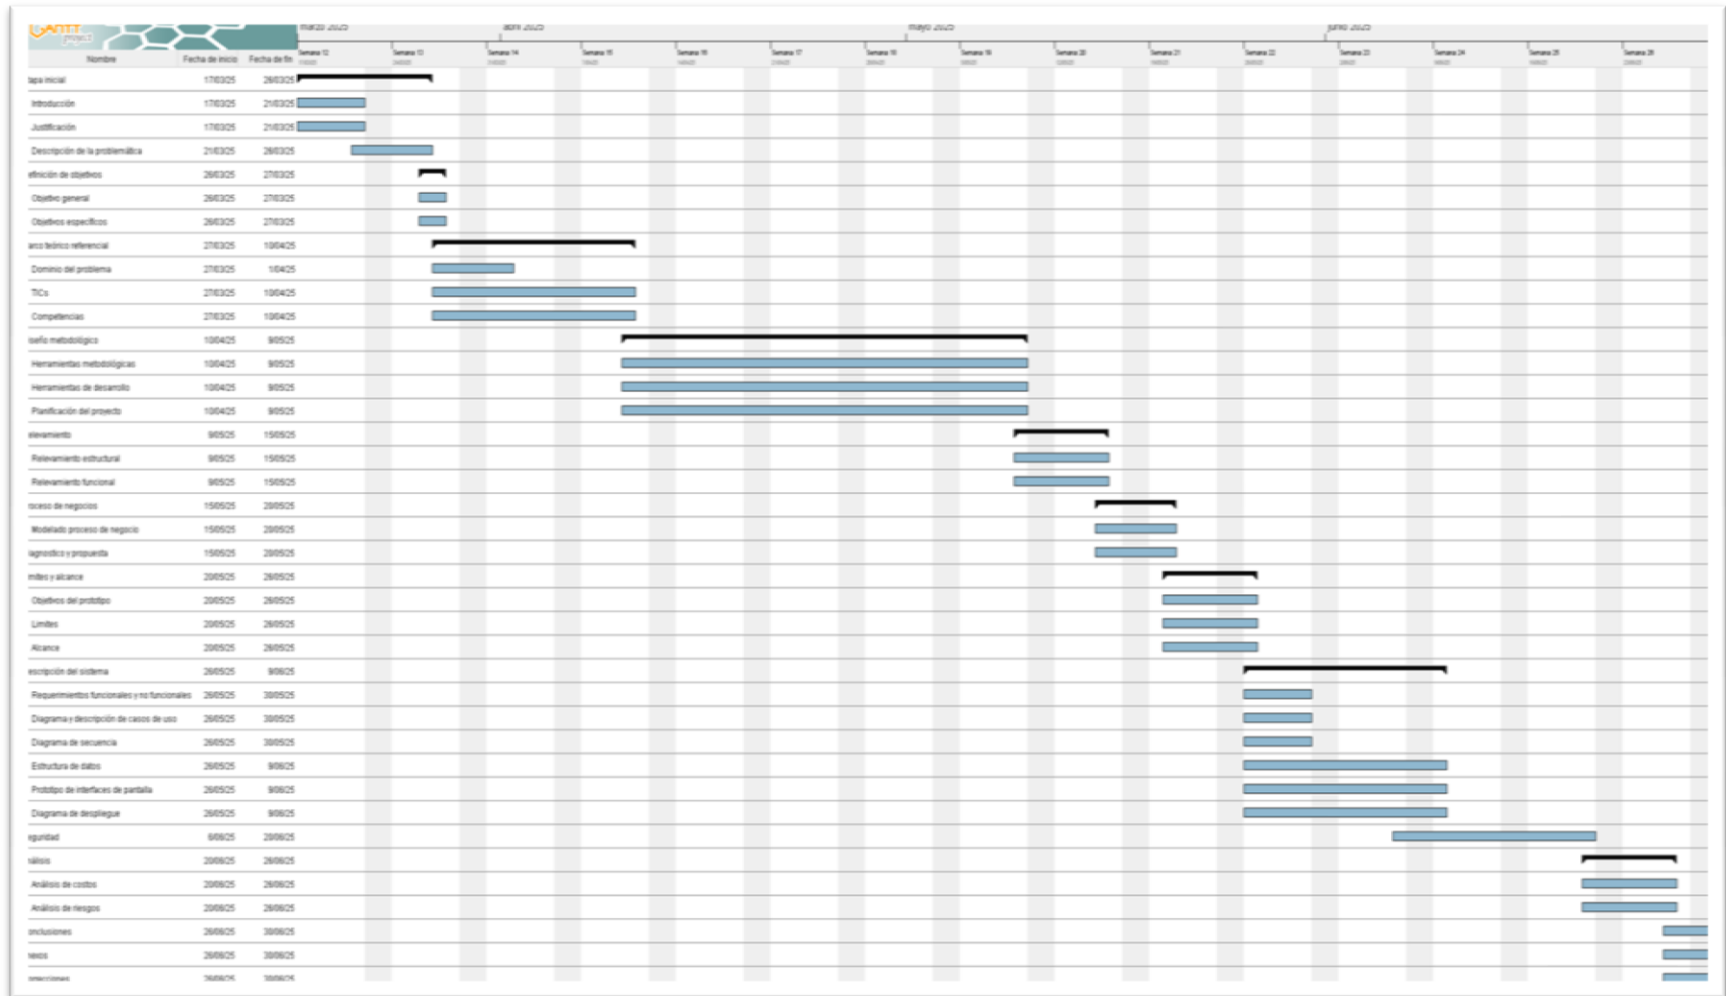 GANTT
project
marzo 2025 abril 2025 mayo 2025 junio 2025
Semana 12 Semana 13 Semana 14 Semana 15 Semana 16 Semana 17 Semana 18 Semana 19 Semana 20 Semana 21 Semana 22 Semana 23 Semana 24 Semana 25 Semana 26
Nombre Fecha de inicio Fecha de fin
tapa inicial 17/03/25 26/03/25
Introducción 17/03/25 21/03/25
Justificación 17/03/25 21/03/25
Descripción de la problemática 21/03/25 26/03/25
efinición de objetivos 26/03/25 27/03/25
Objetivo general 26/03/25 27/03/25
Objetivos específicos 26/03/25 27/03/25
arco teórico referencial 27/03/25 10/04/25
Dominio del problema 27/03/25 1/04/25
TICs 27/03/25 10/04/25
Competencias 27/03/25 10/04/25
iseño metodológico 10/04/25 9/05/25
Herramientas metodológicas 10/04/25 9/05/25
Herramientas de desarrollo 10/04/25 9/05/25
Planificación del proyecto 10/04/25 9/05/25
elevamiento 9/05/25 15/05/25
Relevamiento estructural 9/05/25 15/05/25
Relevamiento funcional 9/05/25 15/05/25
roceso de negocios 15/05/25 20/05/25
Modelado proceso de negocio 15/05/25 20/05/25
iagnostico y propuesta 15/05/25 20/05/25
mites y alcance 20/05/25 26/05/25
Objetivos del prototipo 20/05/25 26/05/25
Limites 20/05/25 26/05/25
Alcance 20/05/25 26/05/25
escripción del sistema 26/05/25 9/06/25
Requerimientos funcionales y no funcionales 26/05/25 30/05/25
Diagrama y descripción de casos de uso 26/05/25 30/05/25
Diagrama de secuencia 26/05/25 30/05/25
Estructura de datos 26/05/25 9/06/25
Prototipo de interfaces de pantalla 26/05/25 9/06/25
Diagrama de despliegue 26/05/25 9/06/25
eguridad 6/06/25 20/06/25
nálisis 20/06/25 26/06/25
Análisis de costos 20/06/25 26/06/25
Análisis de riesgos 20/06/25 26/06/25
onclusiones 26/06/25 30/06/25
nexos 26/06/25 30/06/25
orrecciones 26/06/25 30/06/25